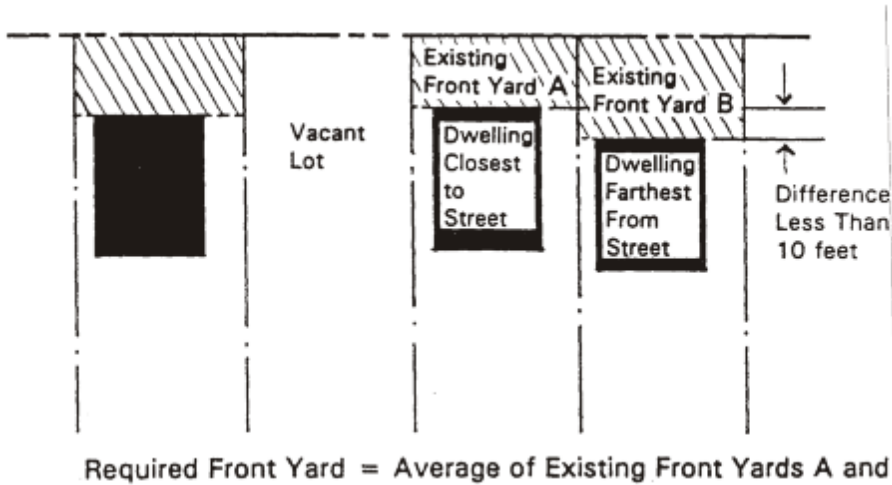 Existing
Front Yard A
Existing
Front Yard B
Vacant
Lot
Dwelling
Closest
to
Street
Dwelling
Farthest
From
Street
Difference
Less Than
10 feet
Required Front Yard = Average of Existing Front Yards A and